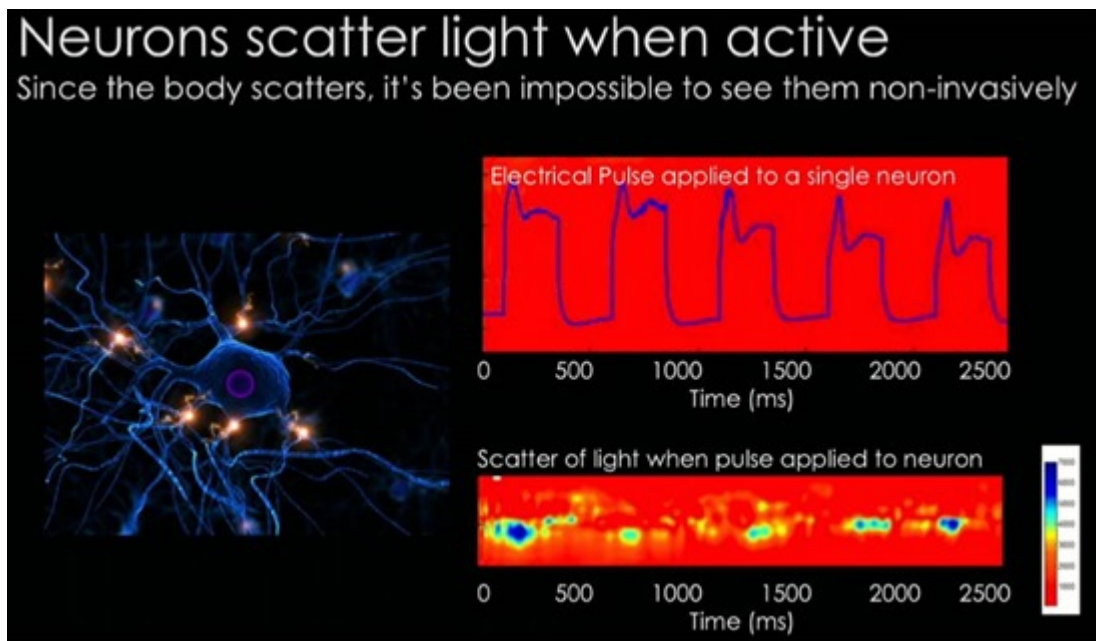 Neurons scatter light when active
Since the body scatters, it's been impossible to see them non-invasively
Electrical Pulse applied to a single neuron
0 500 1000 1500 2000 2500
Time (ms)
Scatter of light when pulse applied to neuron
0 500 1000 1500 2000 2500
Time (ms)